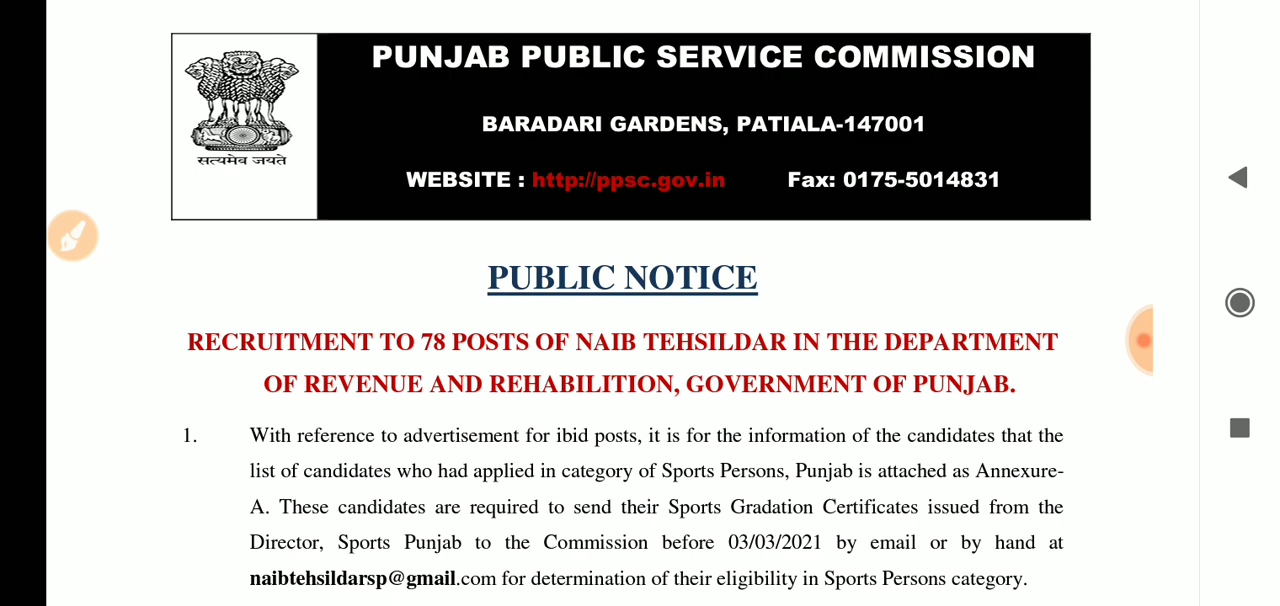 PUNJAB PUBLIC SERVICE COMMISSION
BARADARI GARDENS, PATIALA-147001
WEBSITE : http://ppsc.gov.in Fax: 0175-5014831
सत्यमेव जयते
PUBLIC NOTICE
RECRUITMENT TO 78 POSTS OF NAIB TEHSILDAR IN THE DEPARTMENT
OF REVENUE AND REHABILITION, GOVERNMENT OF PUNJAB.
1. With reference to advertisement for ibid posts, it is for the information of the candidates that the
list of candidates who had applied in category of Sports Persons, Punjab is attached as Annexure-
A. These candidates are required to send their Sports Gradation Certificates issued from the
Director, Sports Punjab to the Commission before 03/03/2021 by email or by hand at
naibtehsildarsp@gmail.com for determination of their eligibility in Sports Persons category.